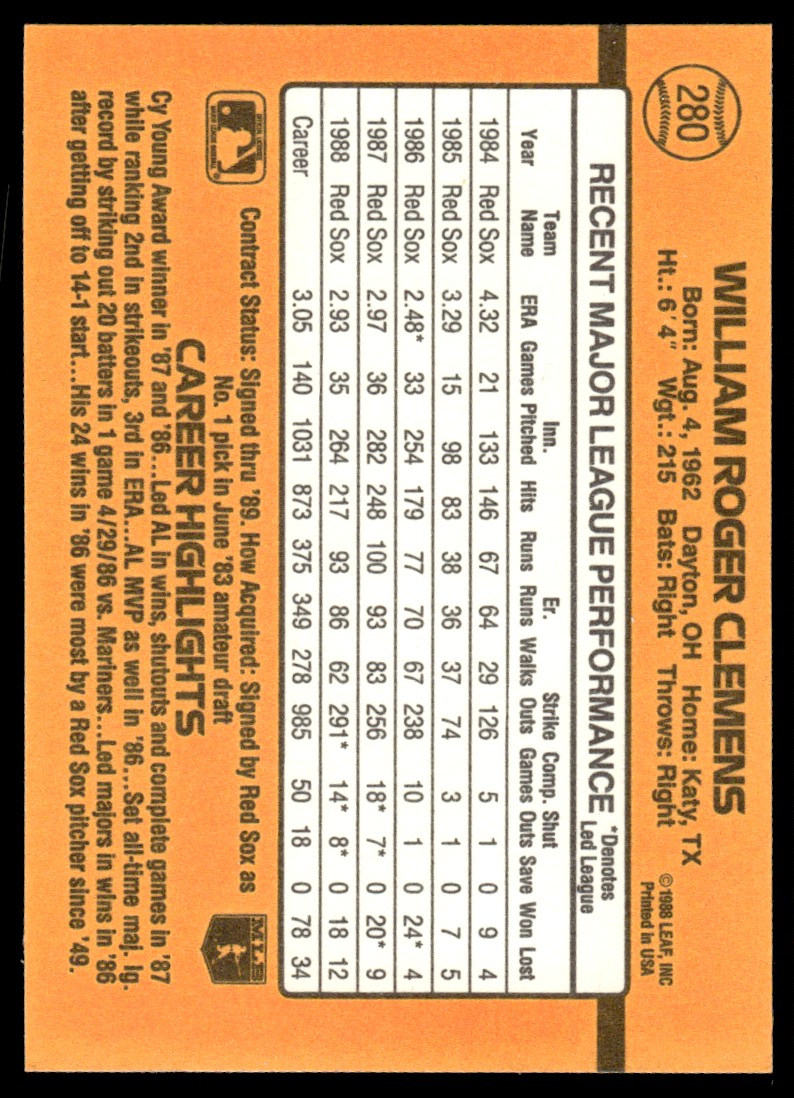 280
WILLIAM ROGER CLEMENS
Born: Aug. 4, 1962 Dayton, OH Home: Katy, TX
Ht.: 6'4" Wgt.: 215 Bats: Right Throws: Right
©1988 LEAF, INC
Printed in USA
RECENT MAJOR LEAGUE PERFORMANCE *Denotes
Led League
Team Inn. Er. Strike Comp. Shut
Year Name ERA Games Pitched Hits Runs Runs Walks Outs Games Outs Save Won Lost
1984 Red Sox 4.32 21 133 146 67 64 29 126 5 1 0 9 4
1985 Red Sox 3.29 15 98 83 38 36 37 74 3 1 0 7 5
1986 Red Sox 2.48* 33 254 179 77 70 67 238 10 1 0 24* 4
1987 Red Sox 2.97 36 282 248 100 93 83 256 18* 7* 0 20* 9
1988 Red Sox 2.93 35 264 217 93 86 62 291* 14* 8* 0 18 12
Career 3.05 140 1031 873 375 349 278 985 50 18 0 78 34
Contract Status: Signed thru '89. How Acquired: Signed by Red Sox as
No. 1 pick in June '83 amateur draft
MLB
CAREER HIGHLIGHTS
Cy Young Award winner in '87 and '86...Led AL in wins, shutouts and complete games in '87
while ranking 2nd in strikeouts, 3rd in ERA...AL MVP as well in '86...Set all-time maj. lg.
record by striking out 20 batters in 1 game 4/29/86 vs. Mariners...Led majors in wins in '86
after getting off to 14-1 start...His 24 wins in '86 were most by a Red Sox pitcher since '49.